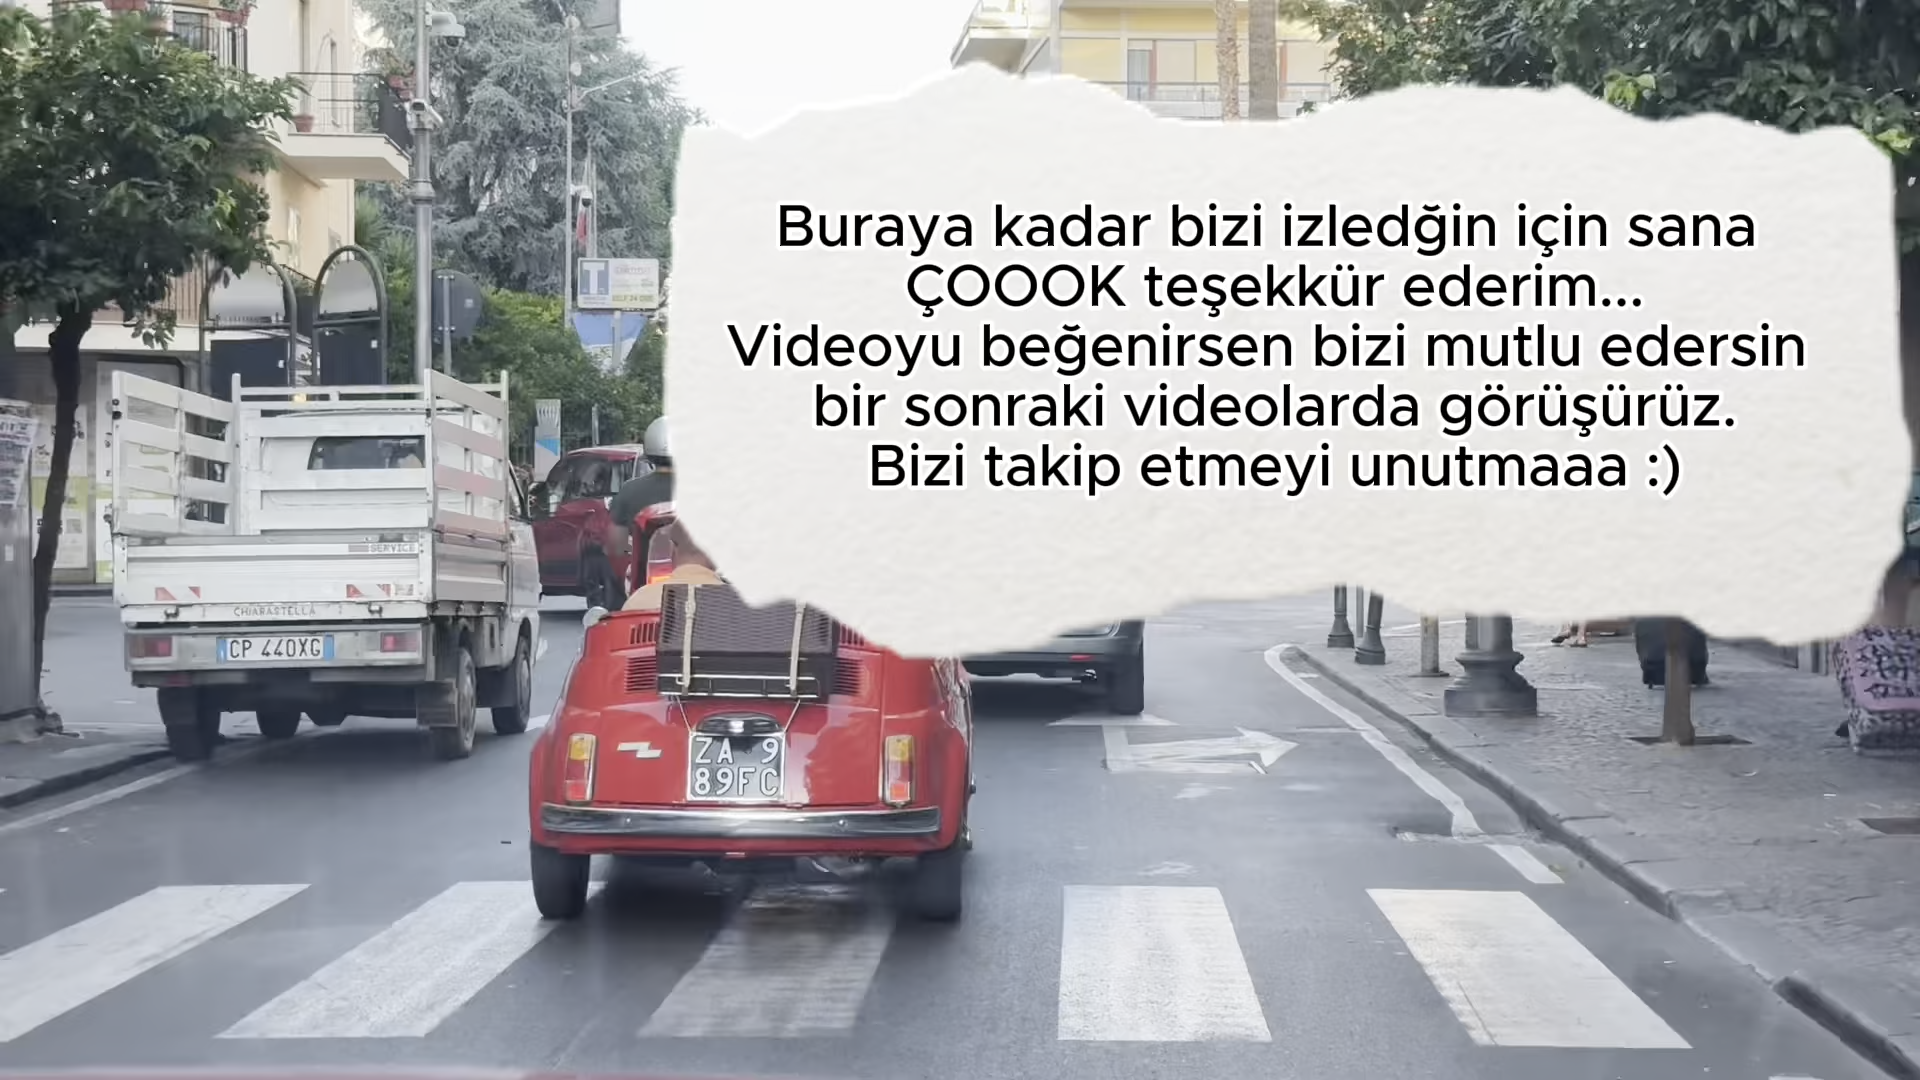 Buraya kadar bizi izledğin için sana
ÇOOOK teşekkür ederim...
Videoyu beğenirsen bizi mutlu edersin
bir sonraki videolarda görüşürüz.
Bizi takip etmeyi unutmaaa :)
SERVICE
CHIARASTELLA
CP 440XG
ZA 9
89FC